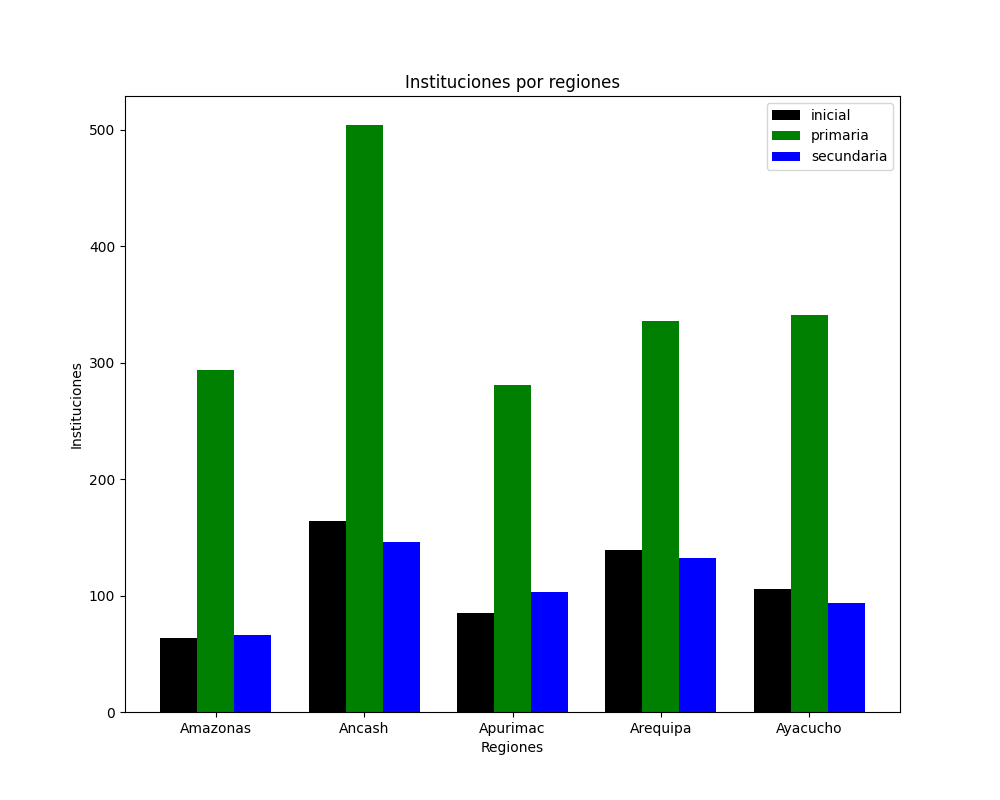 Instituciones por regiones
inicial
primaria
secundaria
500
400
300
200
100
0
Instituciones
Amazonas
Ancash
Apurimac
Arequipa
Ayacucho
Regiones